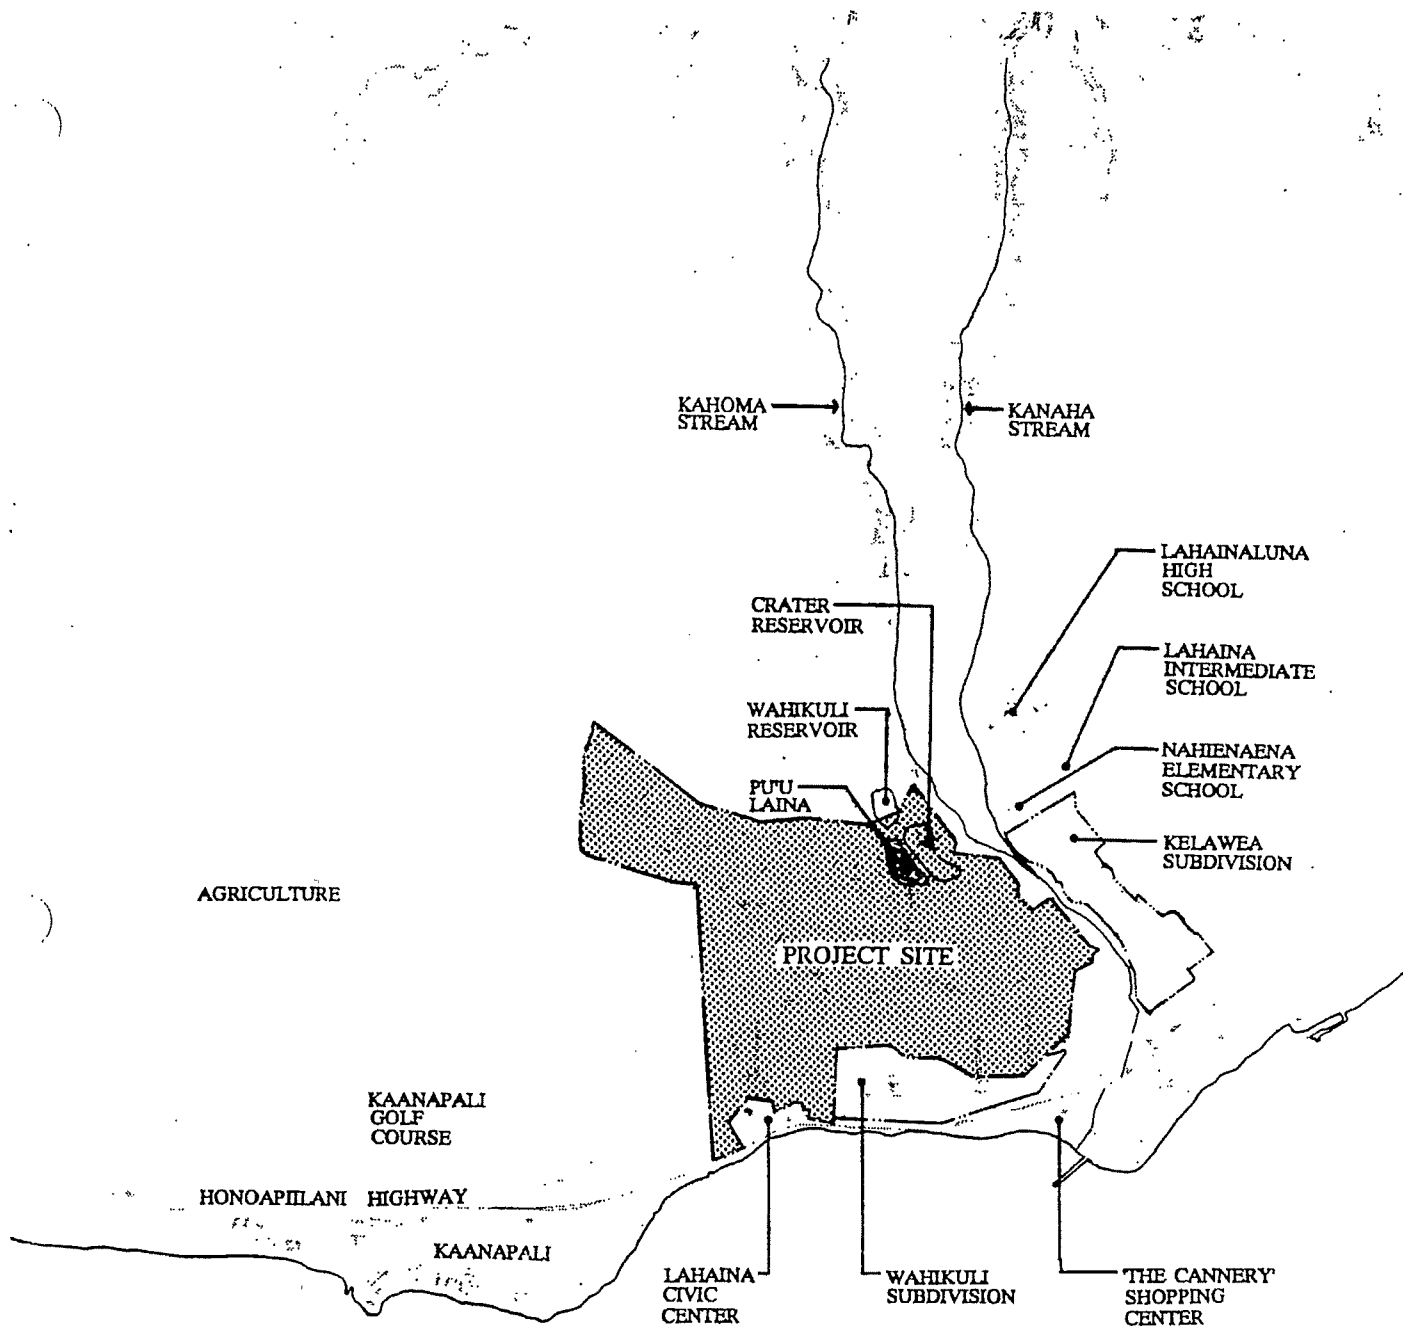 KAHOMA
STREAM
KANAHA
STREAM
LAHAINALUNA
HIGH
SCHOOL
CRATER
RESERVOIR
LAHAINA
INTERMEDIATE
SCHOOL
WAHIKULI
RESERVOIR
NAHIENAENA
ELEMENTARY
SCHOOL
PU'U
LAINA
KELAWEA
SUBDIVISION
AGRICULTURE
PROJECT SITE
KAANAPALI
GOLF
COURSE
HONOAPIILANI HIGHWAY
KAANAPALI
LAHAINA
CIVIC
CENTER
WAHIKULI
SUBDIVISION
'THE CANNERY'
SHOPPING
CENTER